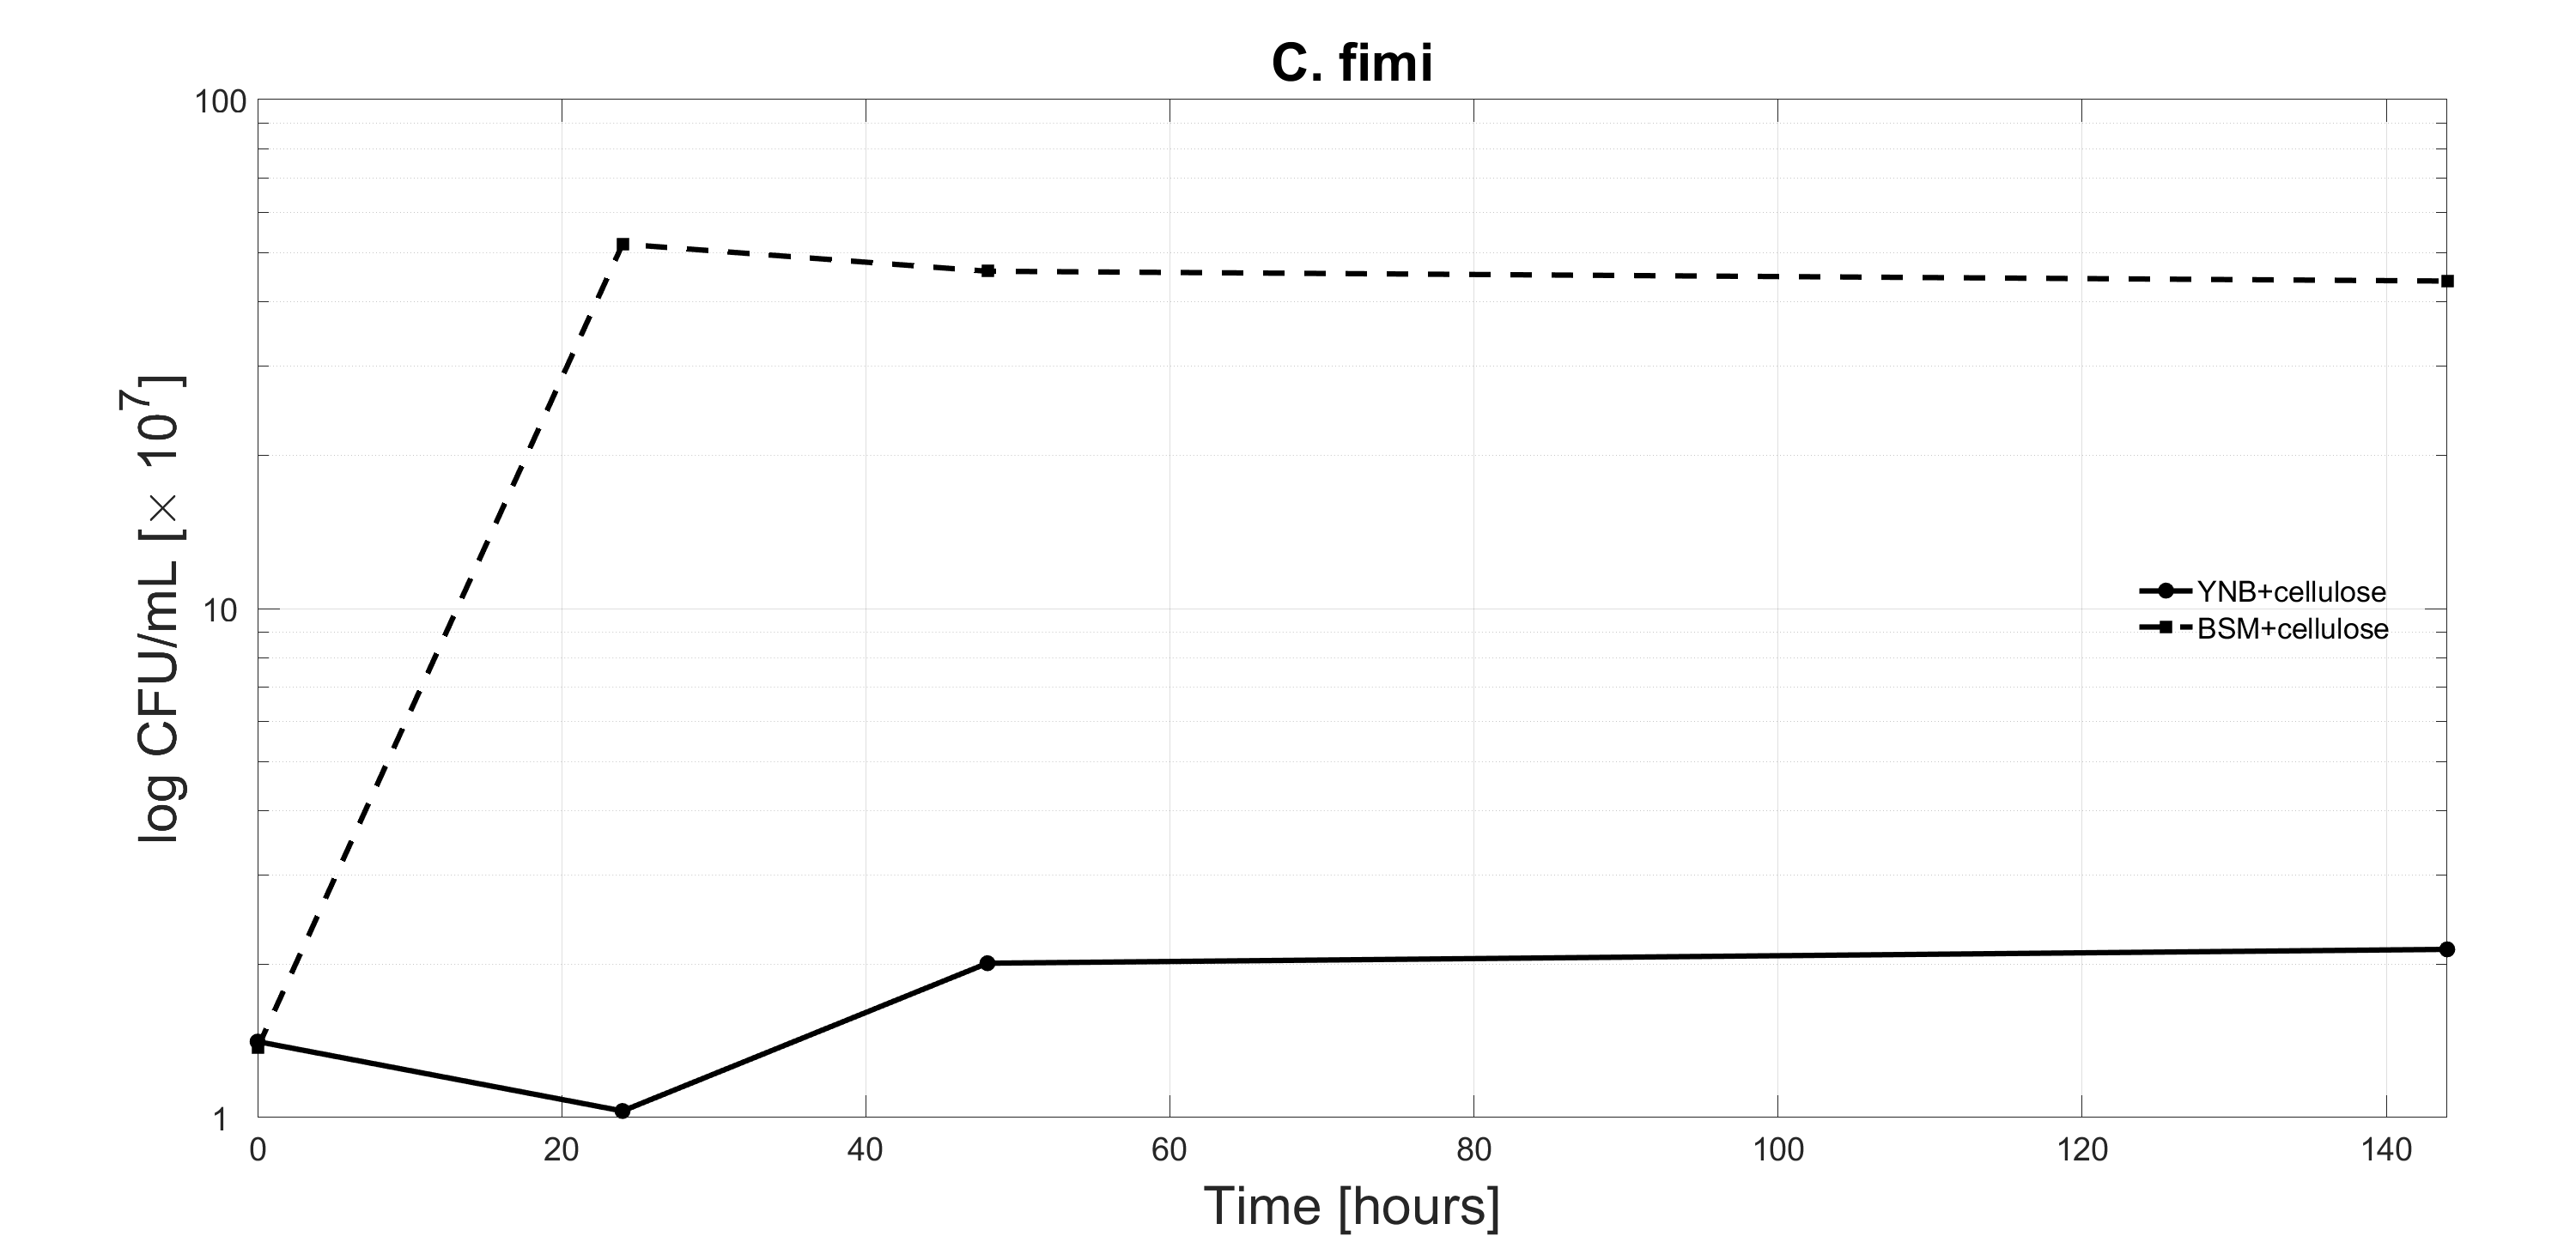 C. fimi
100
10
1
log CFU/mL [× 10⁷]
YNB+cellulose
BSM+cellulose
0 20 40 60 80 100 120 140
Time [hours]